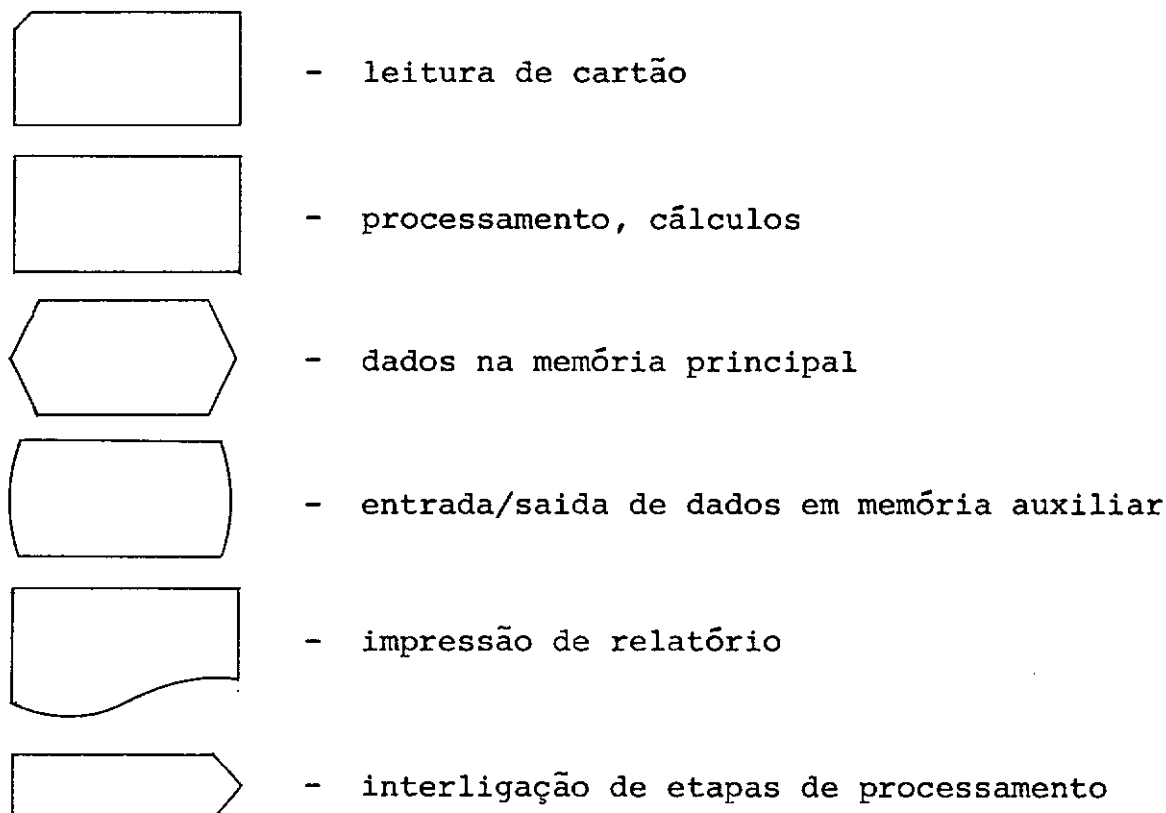 - leitura de cartão
- processamento, cálculos
- dados na memória principal
- entrada/saida de dados em memória auxiliar
- impressão de relatório
- interligação de etapas de processamento